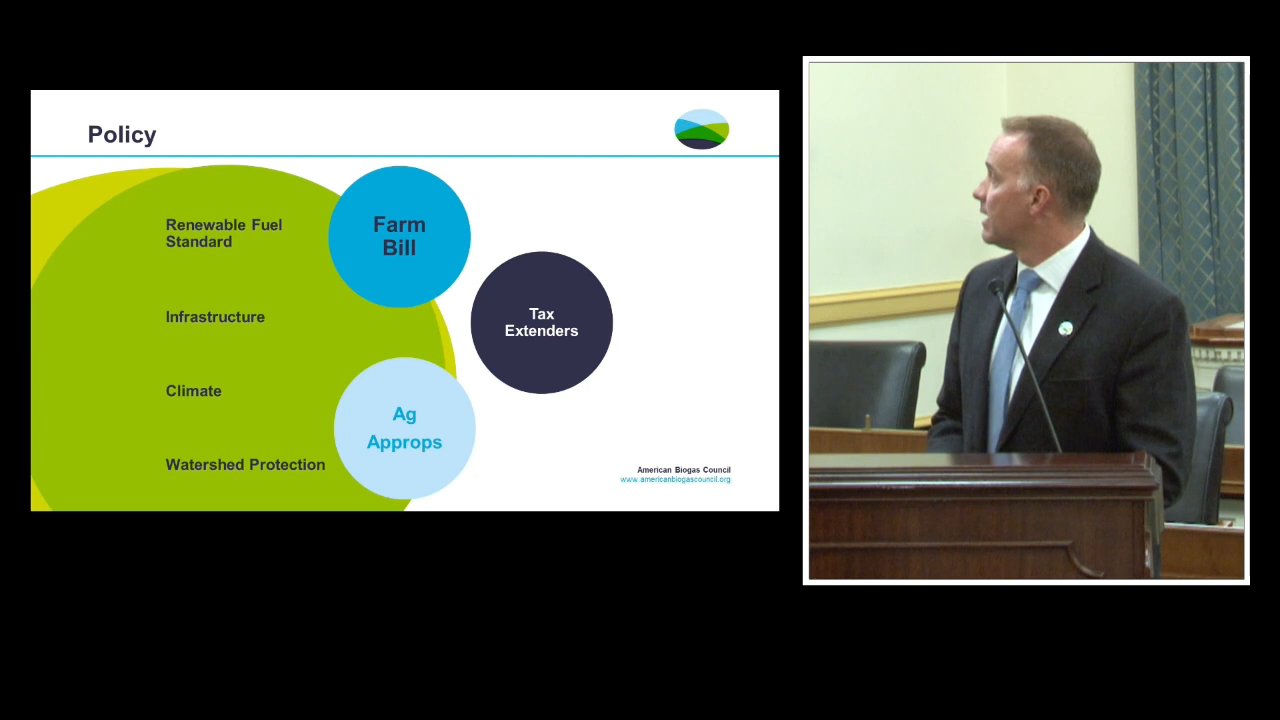 Policy
Renewable Fuel
Standard
Infrastructure
Climate
Watershed Protection
Farm
Bill
Tax
Extenders
Ag
Approps
American Biogas Council
www.americanbiogascouncil.org